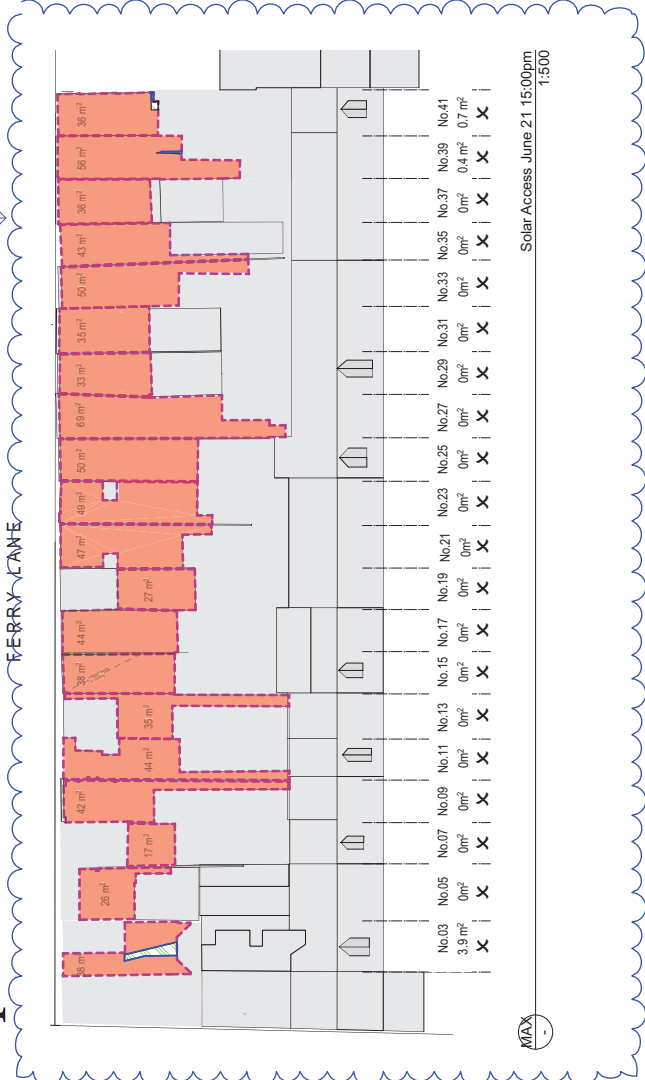 FERRY LANE
38 m
26 m²
17 m²
42 m²
44 m²
35 m²
38 m²
44 m²
27 m²
47 m²
49 m²
50 m²
69 m²
33 m²
35 m²
50 m²
43 m²
36 m²
56 m²
36 m²
No.03
3.9 m²
No.05
0m²
No.07
0m²
No.09
0m²
No.11
0m²
No.13
0m²
No.15
0m²
No.17
0m²
No.19
0m²
No.21
0m²
No.23
0m²
No.25
0m²
No.27
0m²
No.29
0m²
No.31
0m²
No.33
0m²
No.35
0m²
No.37
0m²
No.39
0.4 m²
No.41
0.7 m²
MAX
-
Solar Access June 21 15:00pm
1:500